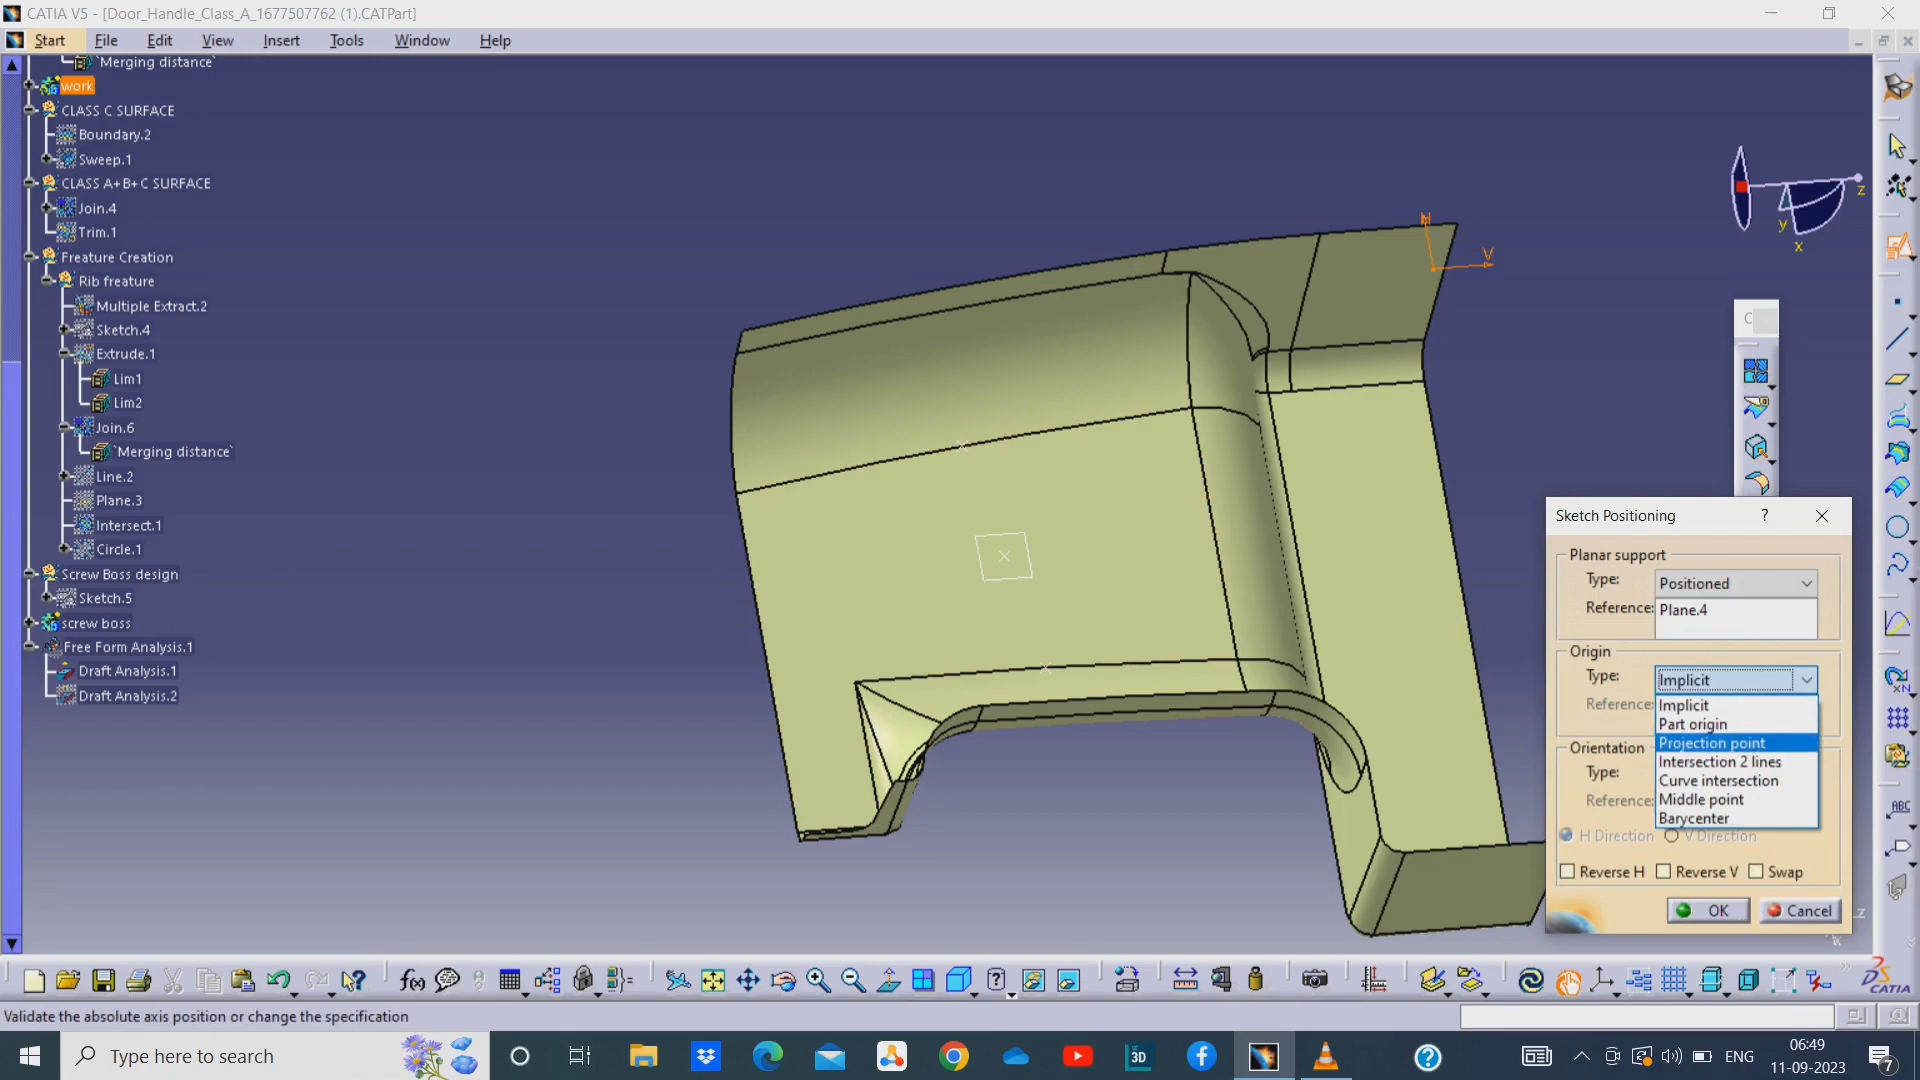 CATIA V5 - [Door_Handle_Class_A_1677507762 (1).CATPart]
Start File Edit View Insert Tools Window Help
`Merging distance`
work
CLASS C SURFACE
Boundary.2
Sweep.1
CLASS A+B+C SURFACE
Join.4
Trim.1
Freature Creation
Rib freature
Multiple Extract.2
Sketch.4
Extrude.1
Lim1
Lim2
Join.6
`Merging distance`
Line.2
Plane.3
Intersect.1
Circle.1
Screw Boss design
Sketch.5
screw boss
Free Form Analysis.1
Draft Analysis.1
Draft Analysis.2
H
V
z
y
x
Sketch Positioning ?
Planar support
Type: Positioned
Reference: Plane.4
Origin
Type: Implicit
Reference:
Implicit
Part origin
Projection point
Intersection 2 lines
Curve intersection
Middle point
Barycenter
Orientation
Type:
Reference:
H Direction V Direction
Reverse H Reverse V Swap
OK Cancel
ABC
f(x)
CATIA
Validate the absolute axis position or change the specification
Type here to search
3D
ENG
06:49
11-09-2023
7